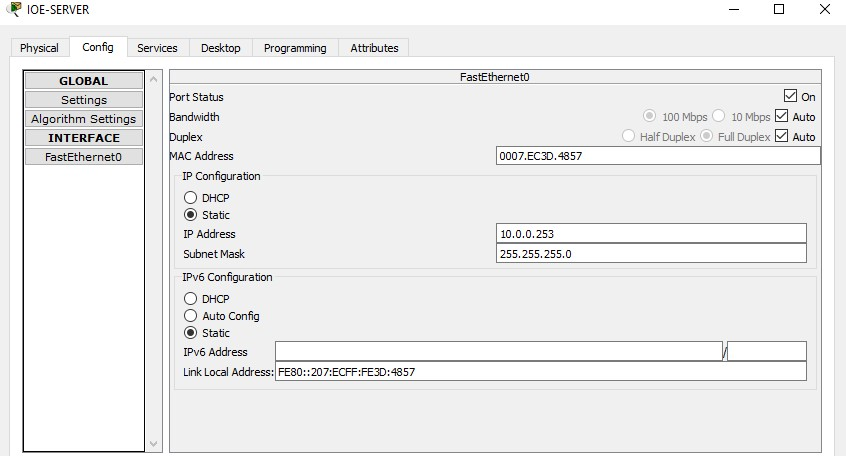 IOE-SERVER
Physical Config Services Desktop Programming Attributes
GLOBAL
Settings
Algorithm Settings
INTERFACE
FastEthernet0
FastEthernet0
Port Status On
Bandwidth 100 Mbps 10 Mbps Auto
Duplex Half Duplex Full Duplex Auto
MAC Address 0007.EC3D.4857
IP Configuration
DHCP
Static
IP Address 10.0.0.253
Subnet Mask 255.255.255.0
IPv6 Configuration
DHCP
Auto Config
Static
IPv6 Address /
Link Local Address: FE80::207:ECFF:FE3D:4857